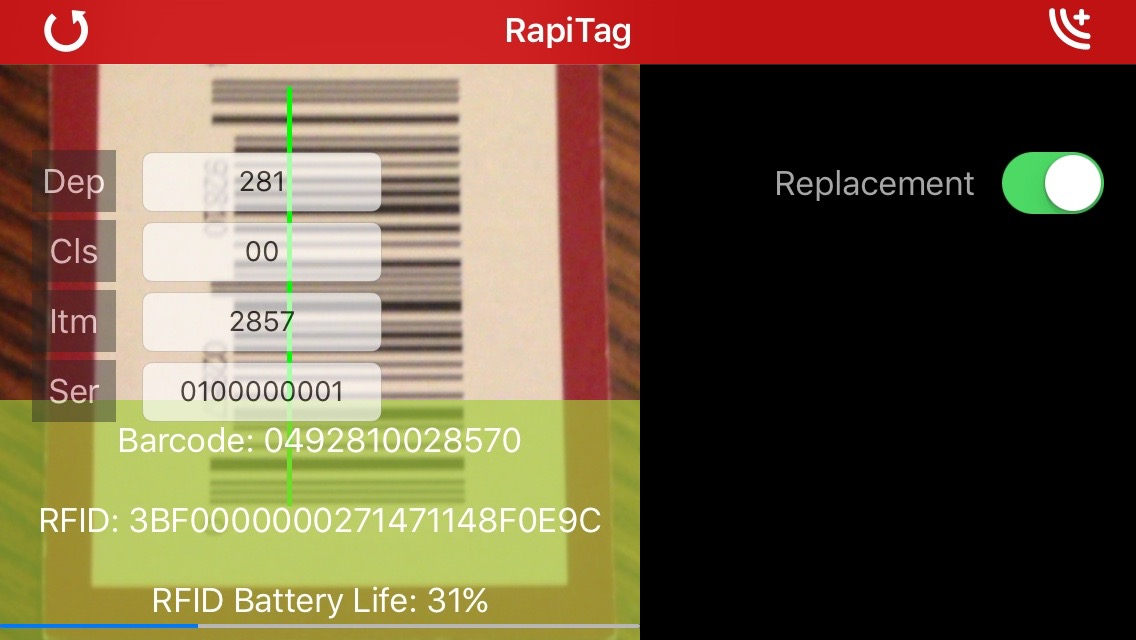 RapiTag
Dep 281
Replacement
Cls 00
Itm 2857
Ser 0100000001
Barcode: 0492810028570
RFID: 3BF0000000271471148F0E9C
RFID Battery Life: 31%